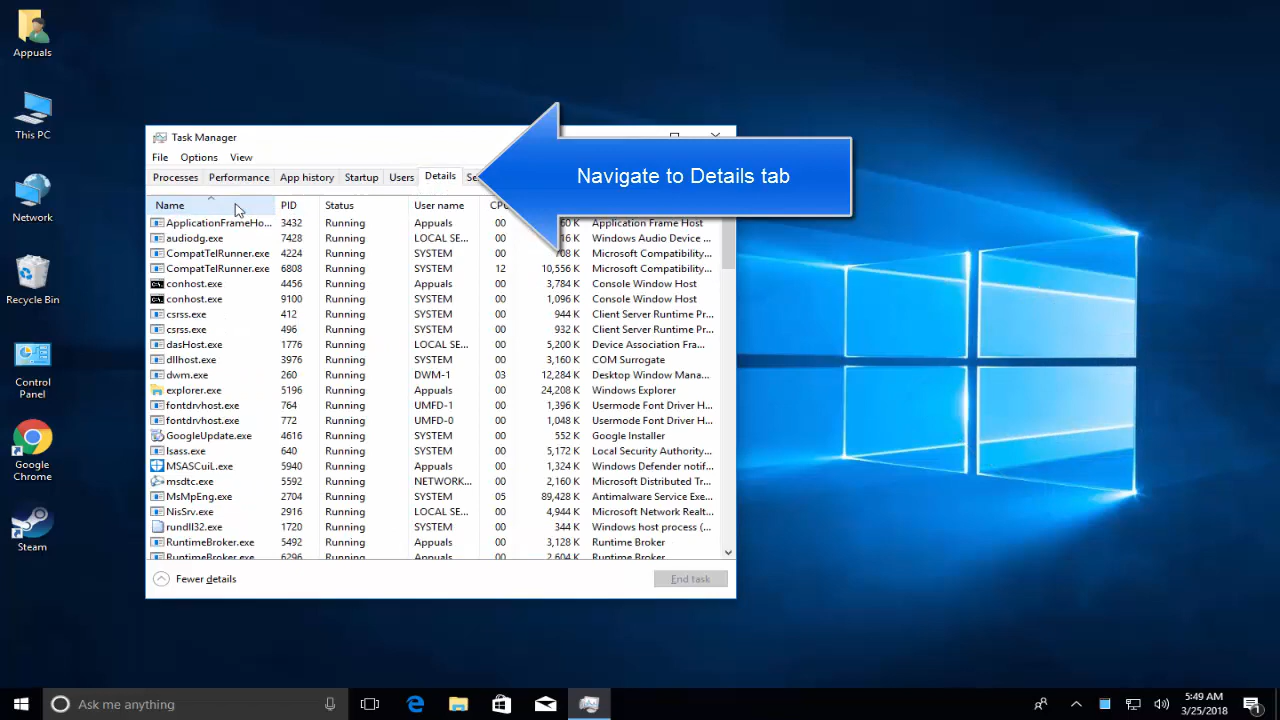 Appuals
This PC
Network
Recycle Bin
Control
Panel
Google
Chrome
Steam
Task Manager
File Options View
Processes Performance App history Startup Users Details
Navigate to Details tab
Name PID Status User name
ApplicationFrameHo... 3432 Running Appuals 00 60 K Application Frame Host
audiodg.exe 7428 Running LOCAL SE... 00 16 K Windows Audio Device ...
CompatTelRunner.exe 4224 Running SYSTEM 00 708 K Microsoft Compatibility...
CompatTelRunner.exe 6808 Running SYSTEM 12 10,556 K Microsoft Compatibility...
conhost.exe 4456 Running Appuals 00 3,784 K Console Window Host
conhost.exe 9100 Running SYSTEM 00 1,096 K Console Window Host
csrss.exe 412 Running SYSTEM 00 944 K Client Server Runtime Pr...
csrss.exe 496 Running SYSTEM 00 932 K Client Server Runtime Pr...
dasHost.exe 1776 Running LOCAL SE... 00 5,200 K Device Association Fra...
dllhost.exe 3976 Running SYSTEM 00 3,160 K COM Surrogate
dwm.exe 260 Running DWM-1 03 12,284 K Desktop Window Mana...
explorer.exe 5196 Running Appuals 00 24,208 K Windows Explorer
fontdrvhost.exe 764 Running UMFD-1 00 1,396 K Usermode Font Driver H...
fontdrvhost.exe 772 Running UMFD-0 00 1,048 K Usermode Font Driver H...
GoogleUpdate.exe 4616 Running SYSTEM 00 552 K Google Installer
lsass.exe 640 Running SYSTEM 00 5,172 K Local Security Authority...
MSASCuiL.exe 5940 Running Appuals 00 1,324 K Windows Defender notif...
msdtc.exe 5592 Running NETWORK... 00 2,160 K Microsoft Distributed Tr...
MsMpEng.exe 2704 Running SYSTEM 05 89,428 K Antimalware Service Exe...
NisSrv.exe 2916 Running LOCAL SE... 00 4,944 K Microsoft Network Realt...
rundll32.exe 1720 Running SYSTEM 00 344 K Windows host process (...
RuntimeBroker.exe 5492 Running Appuals 00 3,128 K Runtime Broker
RuntimeBroker.exe 6296 Running Appuals 00 2,604 K Runtime Broker
Fewer details End task
Ask me anything
5:49 AM
3/25/2018
1